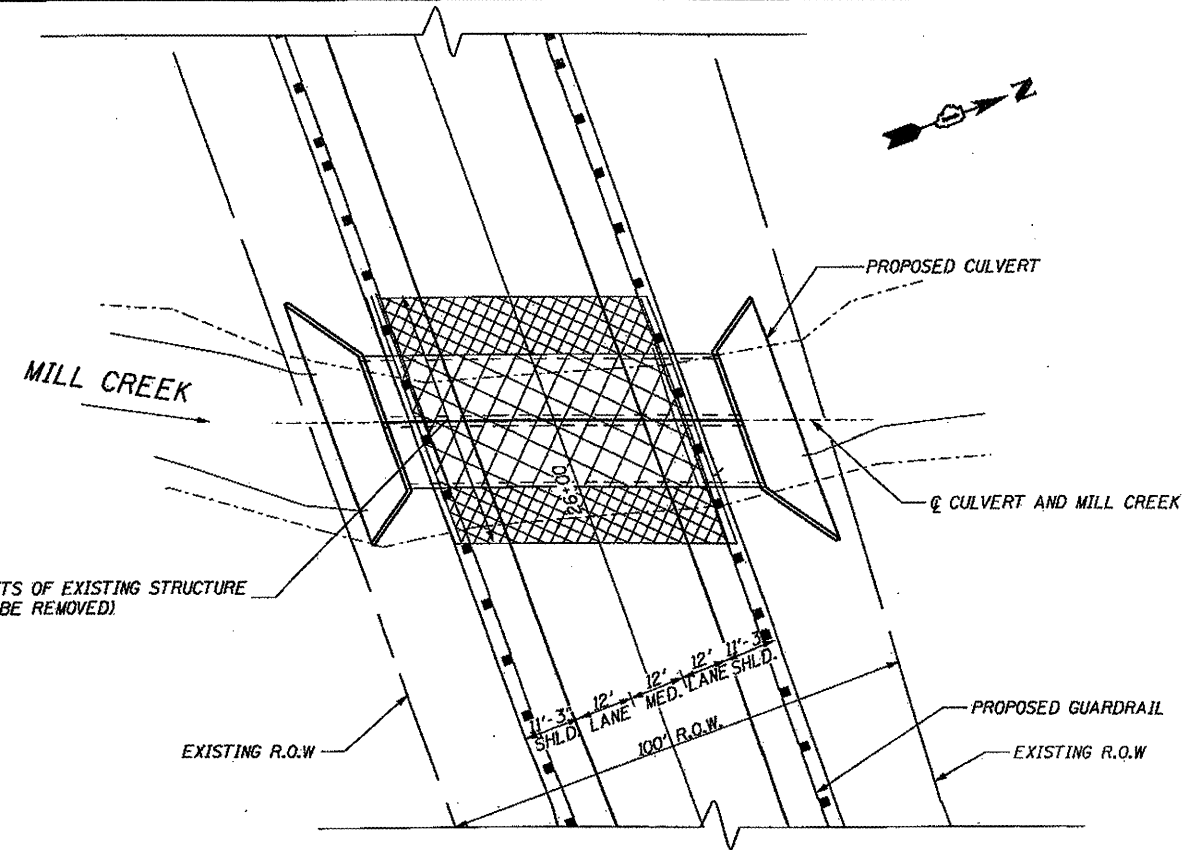 N
PROPOSED CULVERT
MILL CREEK
26+00
℄ CULVERT AND MILL CREEK
TS OF EXISTING STRUCTURE
BE REMOVED)
11'-3" 12' 12' 12' 11'-3"
SHLD. LANE MED. LANE SHLD.
100' R.O.W.
PROPOSED GUARDRAIL
EXISTING R.O.W
EXISTING R.O.W